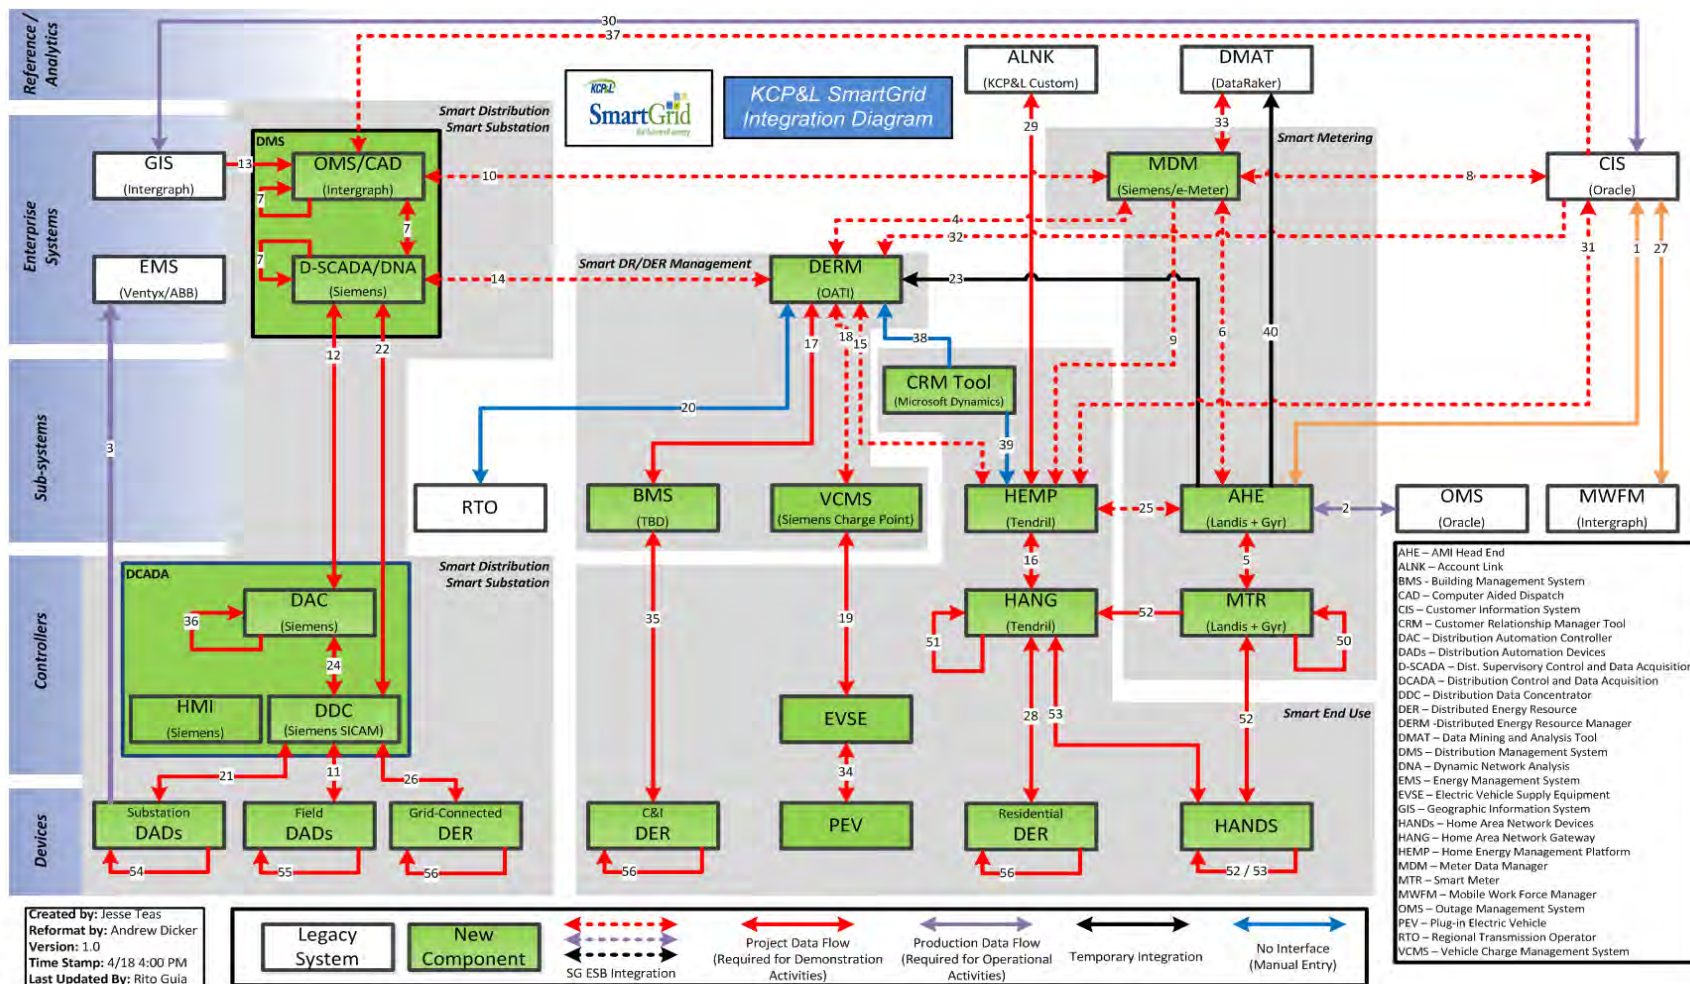 Reference /
Analytics
30
37
KCP&L
SmartGrid
KCP&L SmartGrid
Integration Diagram
ALNK
(KCP&L Custom)
DMAT
(DataRaker)
29
33
Smart Distribution
Smart Substation
Smart Metering
Enterprise
Systems
DMS
GIS
(Intergraph)
13
OMS/CAD
(Intergraph)
7
10
MDM
(Siemens/e-Meter)
8
CIS
(Oracle)
7
4
32
31
1
27
EMS
(Ventyx/ABB)
7
D-SCADA/DNA
(Siemens)
14
Smart DR/DER Management
DERM
(OATI)
23
12
22
17
18
15
38
9
6
40
Sub-systems
3
CRM Tool
(Microsoft Dynamics)
20
39
RTO
BMS
(TBD)
VCMS
(Siemens Charge Point)
HEMP
(Tendril)
25
AHE
(Landis + Gyr)
2
OMS
(Oracle)
MWFM
(Intergraph)
Controllers
Smart Distribution
Smart Substation
DCADA
DAC
(Siemens)
36
24
HMI
(Siemens)
DDC
(Siemens SICAM)
35
19
16
5
HANG
(Tendril)
52
MTR
(Landis + Gyr)
51
50
EVSE
28
53
52
Smart End Use
21
11
26
34
Devices
Substation
DADs
Field
DADs
Grid-Connected
DER
C&I
DER
PEV
Residential
DER
HANDS
54
55
56
56
56
52 / 53
AHE – AMI Head End
ALNK – Account Link
BMS - Building Management System
CAD – Computer Aided Dispatch
CIS – Customer Information System
CRM – Customer Relationship Manager Tool
DAC – Distribution Automation Controller
DADs – Distribution Automation Devices
D-SCADA – Dist. Supervisory Control and Data Acquisition
DCADA – Distribution Control and Data Acquisition
DDC – Distribution Data Concentrator
DER – Distributed Energy Resource
DERM -Distributed Energy Resource Manager
DMAT – Data Mining and Analysis Tool
DMS – Distribution Management System
DNA – Dynamic Network Analysis
EMS – Energy Management System
EVSE – Electric Vehicle Supply Equipment
GIS – Geographic Information System
HANDs – Home Area Network Devices
HANG – Home Area Network Gateway
HEMP – Home Energy Management Platform
MDM – Meter Data Manager
MTR – Smart Meter
MWFM – Mobile Work Force Manager
OMS – Outage Management System
PEV – Plug-in Electric Vehicle
RTO – Regional Transmission Operator
VCMS – Vehicle Charge Management System
Created by: Jesse Teas
Reformat by: Andrew Dicker
Version: 1.0
Time Stamp: 4/18 4:00 PM
Last Updated By: Rito Guia
Legacy
System
New
Component
SG ESB Integration
Project Data Flow
(Required for Demonstration
Activities)
Production Data Flow
(Required for Operational
Activities)
Temporary Integration
No Interface
(Manual Entry)